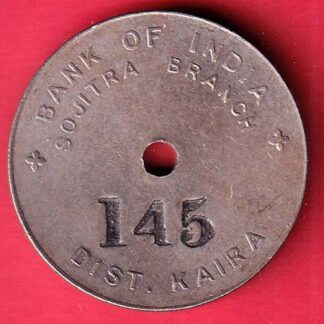 BANK OF INDIA
SOJITRA BRANCH
145
DIST. KAIRA